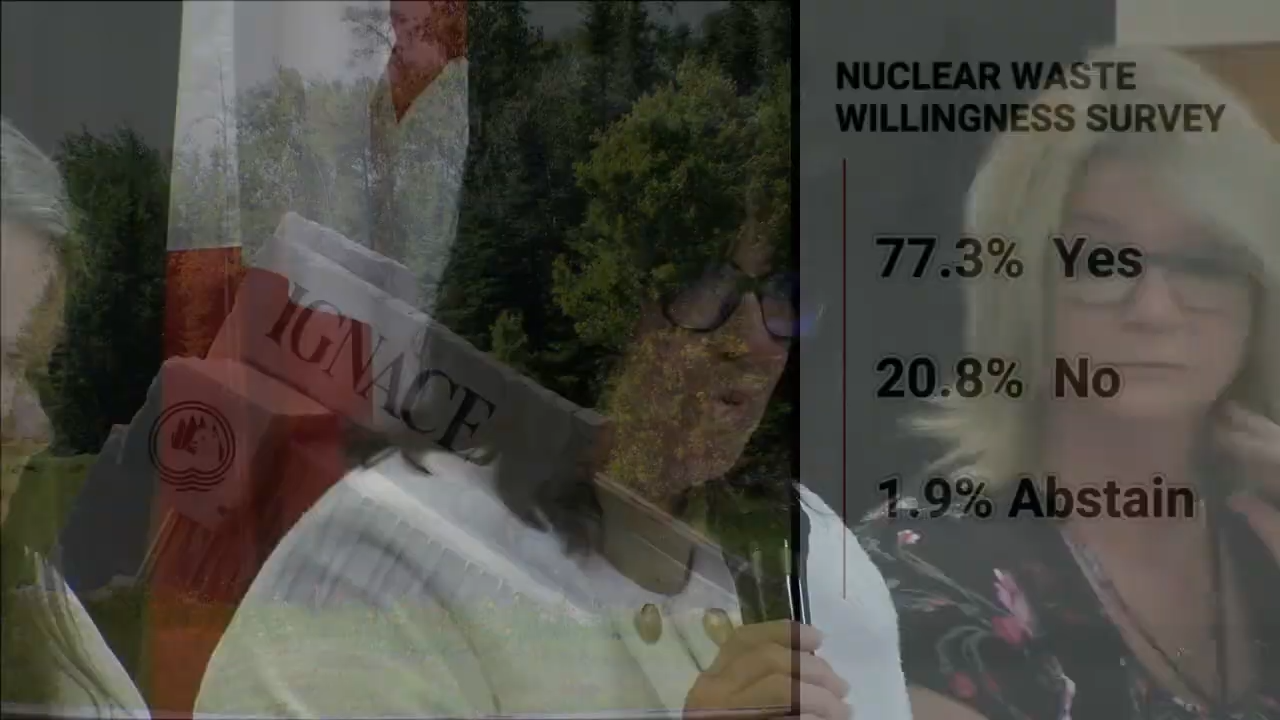 NUCLEAR WASTE
WILLINGNESS SURVEY
77.3% Yes
20.8% No
1.9% Abstain
IGNACE